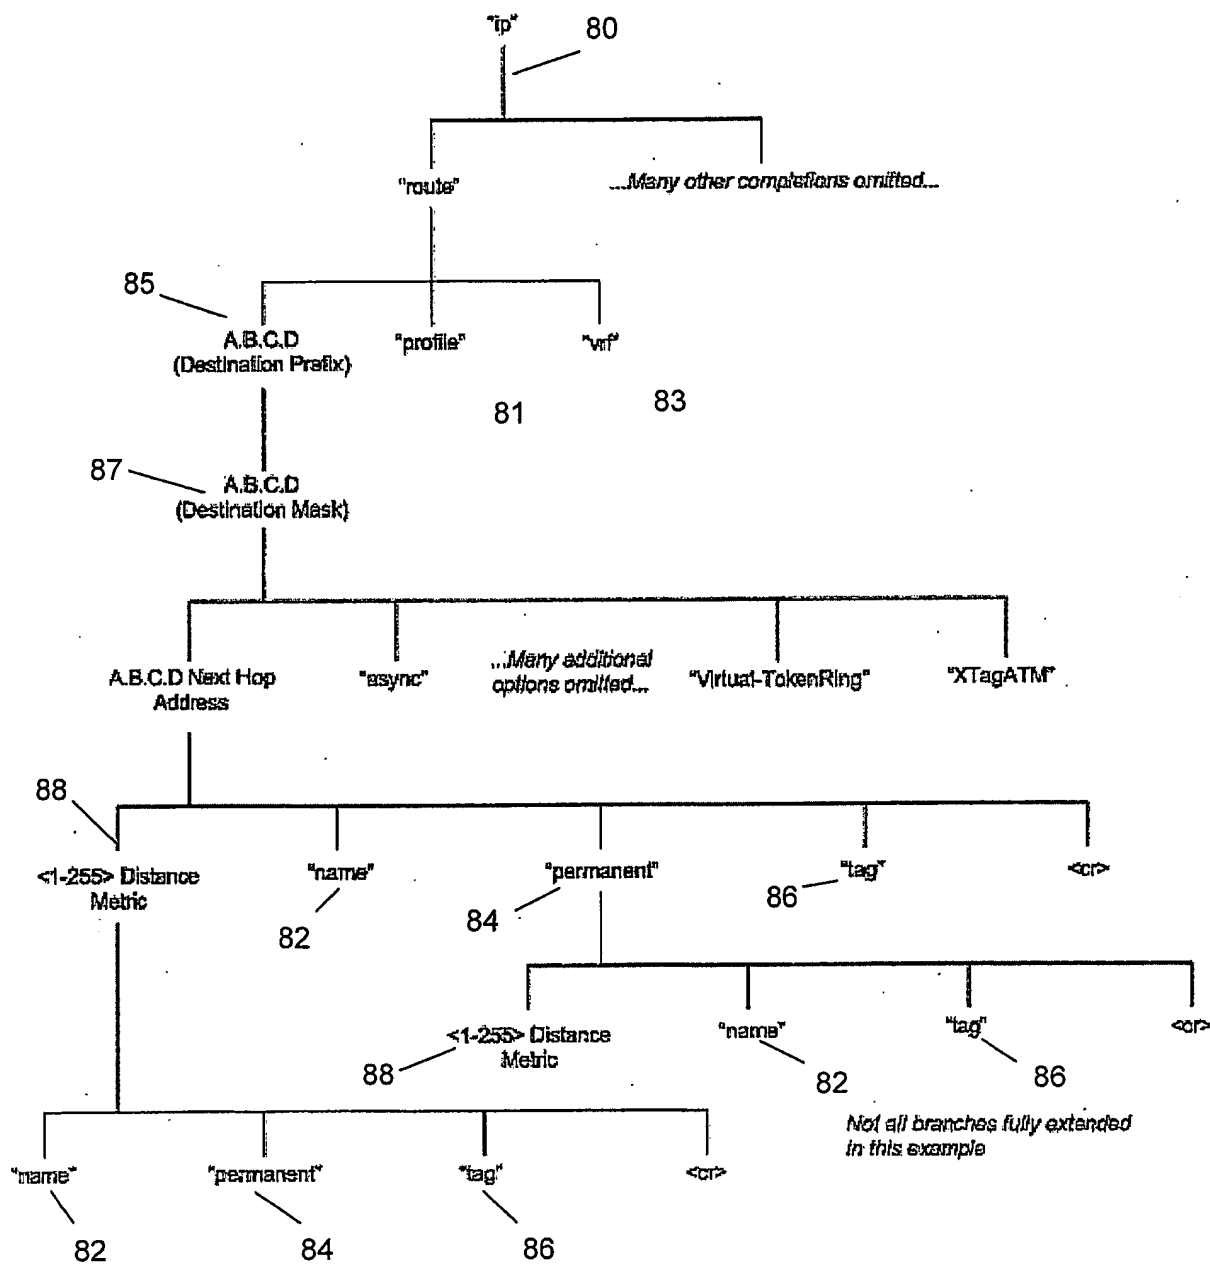 "ip"
80
"route"
...Many other completions omitted...
85
A.B.C.D
(Destination Prefix)
"profile"
"vrf"
81
83
87
A.B.C.D
(Destination Mask)
A.B.C.D Next Hop
Address
"async"
...Many additional
options omitted...
"Virtual-TokenRing"
"XTagATM"
88
<1-255> Distance
Metric
"name"
"permanent"
"tag"
<cr>
82
84
86
<1-255> Distance
Metric
"name"
"tag"
<cr>
88
82
86
Not all branches fully extended
in this example
"name"
"permanent"
"tag"
<cr>
82
84
86